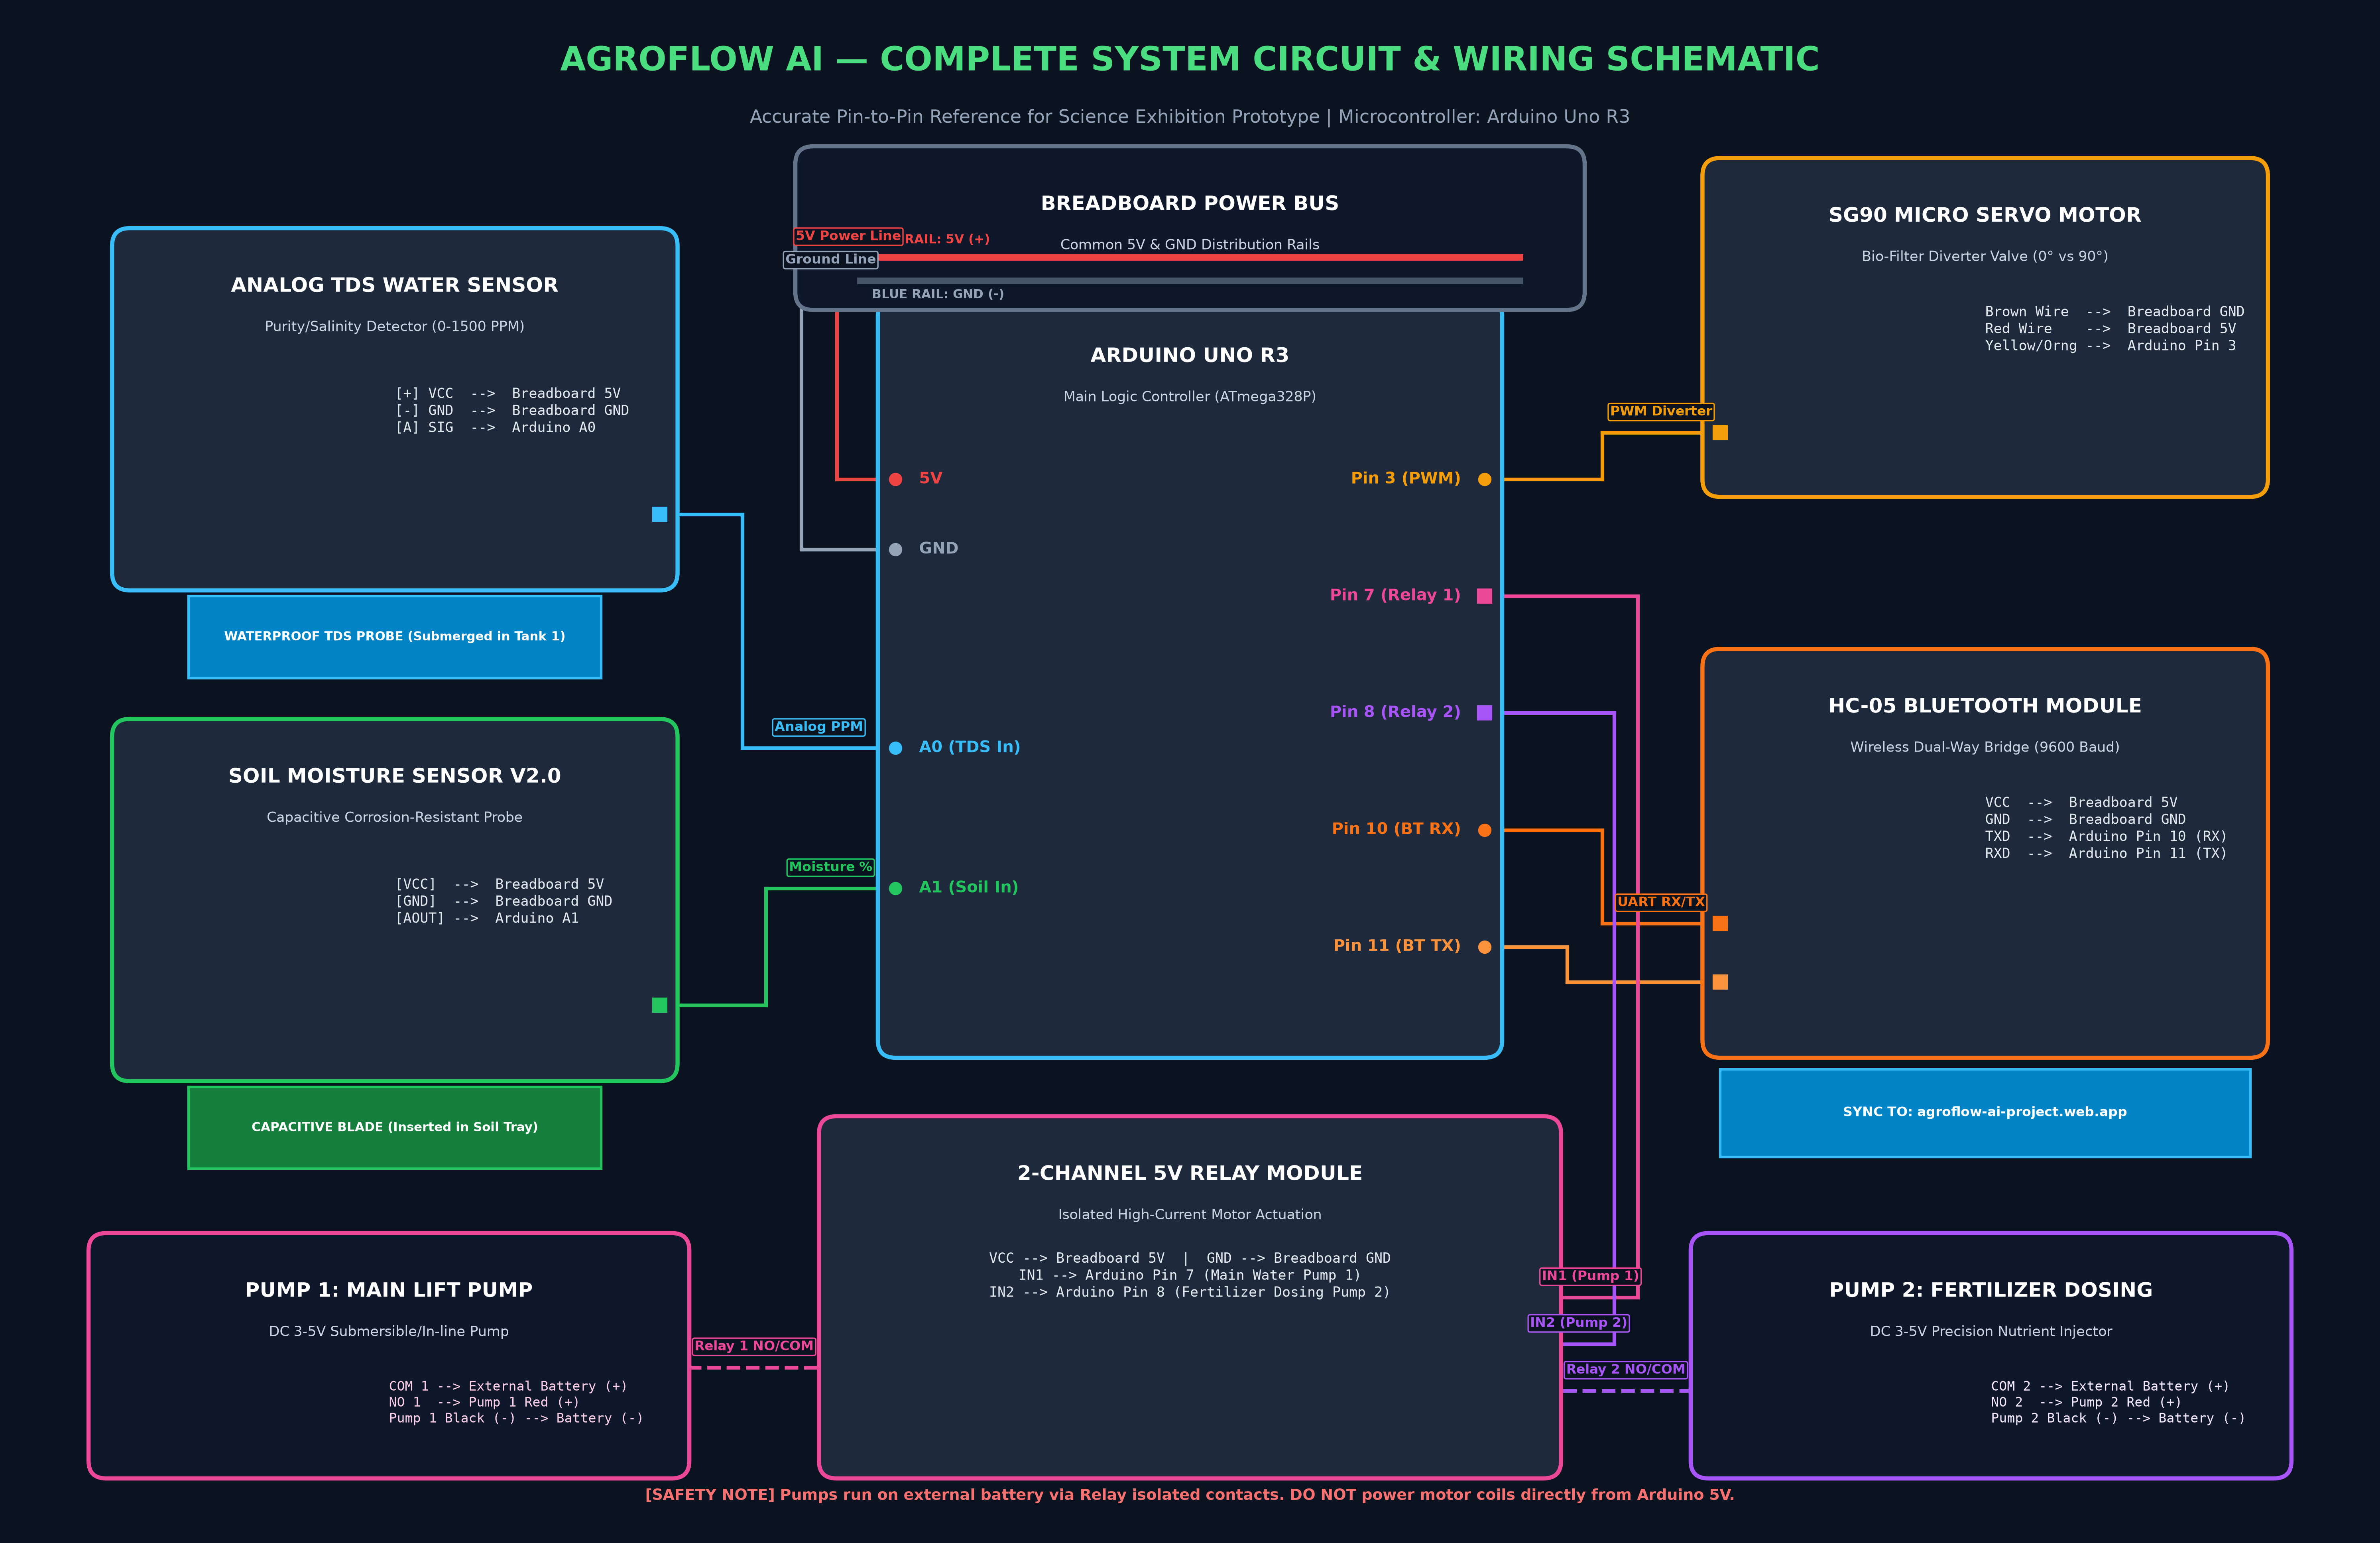 AGROFLOW AI — COMPLETE SYSTEM CIRCUIT & WIRING SCHEMATIC
Accurate Pin-to-Pin Reference for Science Exhibition Prototype | Microcontroller: Arduino Uno R3
BREADBOARD POWER BUS
Common 5V & GND Distribution Rails
5V Power Line
RAIL: 5V (+)
Ground Line
BLUE RAIL: GND (-)
ANALOG TDS WATER SENSOR
Purity/Salinity Detector (0-1500 PPM)
[+] VCC  -->  Breadboard 5V
[-] GND  -->  Breadboard GND
[A] SIG  -->  Arduino A0
WATERPROOF TDS PROBE (Submerged in Tank 1)
SOIL MOISTURE SENSOR V2.0
Capacitive Corrosion-Resistant Probe
[VCC]  -->  Breadboard 5V
[GND]  -->  Breadboard GND
[AOUT] -->  Arduino A1
CAPACITIVE BLADE (Inserted in Soil Tray)
Analog PPM
Moisture %
ARDUINO UNO R3
Main Logic Controller (ATmega328P)
5V
GND
A0 (TDS In)
A1 (Soil In)
Pin 3 (PWM)
Pin 7 (Relay 1)
Pin 8 (Relay 2)
Pin 10 (BT RX)
Pin 11 (BT TX)
PWM Diverter
UART RX/TX
SG90 MICRO SERVO MOTOR
Bio-Filter Diverter Valve (0° vs 90°)
Brown Wire  -->  Breadboard GND
Red Wire    -->  Breadboard 5V
Yellow/Orng -->  Arduino Pin 3
HC-05 BLUETOOTH MODULE
Wireless Dual-Way Bridge (9600 Baud)
VCC  -->  Breadboard 5V
GND  -->  Breadboard GND
TXD  -->  Arduino Pin 10 (RX)
RXD  -->  Arduino Pin 11 (TX)
SYNC TO: agroflow-ai-project.web.app
PUMP 1: MAIN LIFT PUMP
DC 3-5V Submersible/In-line Pump
COM 1 --> External Battery (+)
NO 1  --> Pump 1 Red (+)
Pump 1 Black (-) --> Battery (-)
Relay 1 NO/COM
2-CHANNEL 5V RELAY MODULE
Isolated High-Current Motor Actuation
VCC --> Breadboard 5V  |  GND --> Breadboard GND
IN1 --> Arduino Pin 7 (Main Water Pump 1)
IN2 --> Arduino Pin 8 (Fertilizer Dosing Pump 2)
IN1 (Pump 1)
IN2 (Pump 2)
Relay 2 NO/COM
PUMP 2: FERTILIZER DOSING
DC 3-5V Precision Nutrient Injector
COM 2 --> External Battery (+)
NO 2  --> Pump 2 Red (+)
Pump 2 Black (-) --> Battery (-)
[SAFETY NOTE] Pumps run on external battery via Relay isolated contacts. DO NOT power motor coils directly from Arduino 5V.